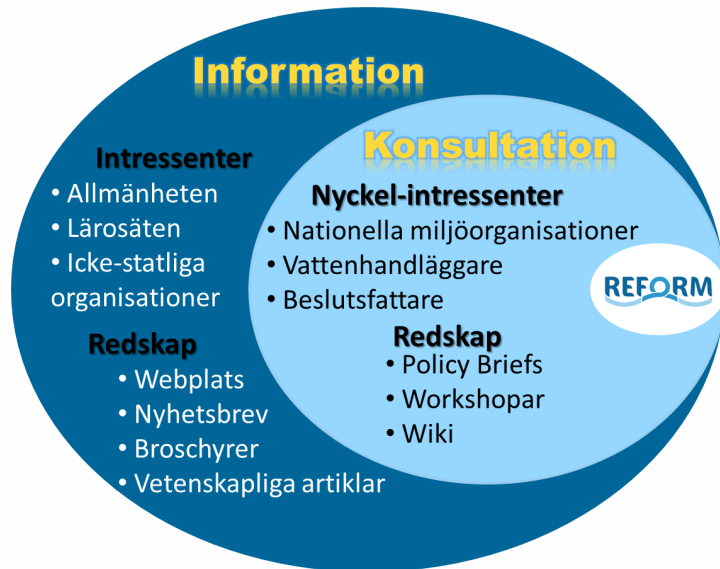 Information
Intressenter
• Allmänheten
• Lärosäten
• Icke-statliga
organisationer
Redskap
• Webplats
• Nyhetsbrev
• Broschyrer
• Vetenskapliga artiklar
Konsultation
Nyckel-intressenter
• Nationella miljöorganisationer
• Vattenhandläggare
• Beslutsfattare
Redskap
• Policy Briefs
• Workshopar
• Wiki
REFORM